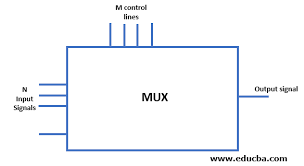 M control
lines
N
Input
Signals
MUX
Output signal
www.educba.com